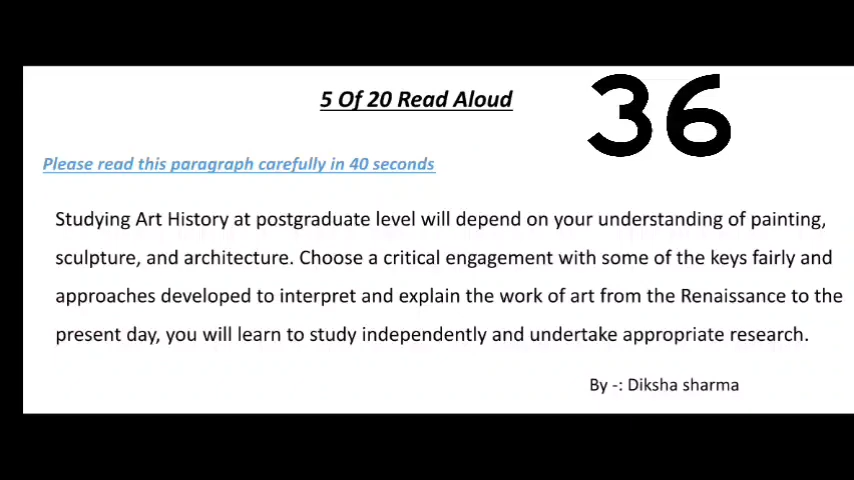 5 Of 20 Read Aloud
36
Please read this paragraph carefully in 40 seconds
Studying Art History at postgraduate level will depend on your understanding of painting,
sculpture, and architecture. Choose a critical engagement with some of the keys fairly and
approaches developed to interpret and explain the work of art from the Renaissance to the
present day, you will learn to study independently and undertake appropriate research.
By -: Diksha sharma